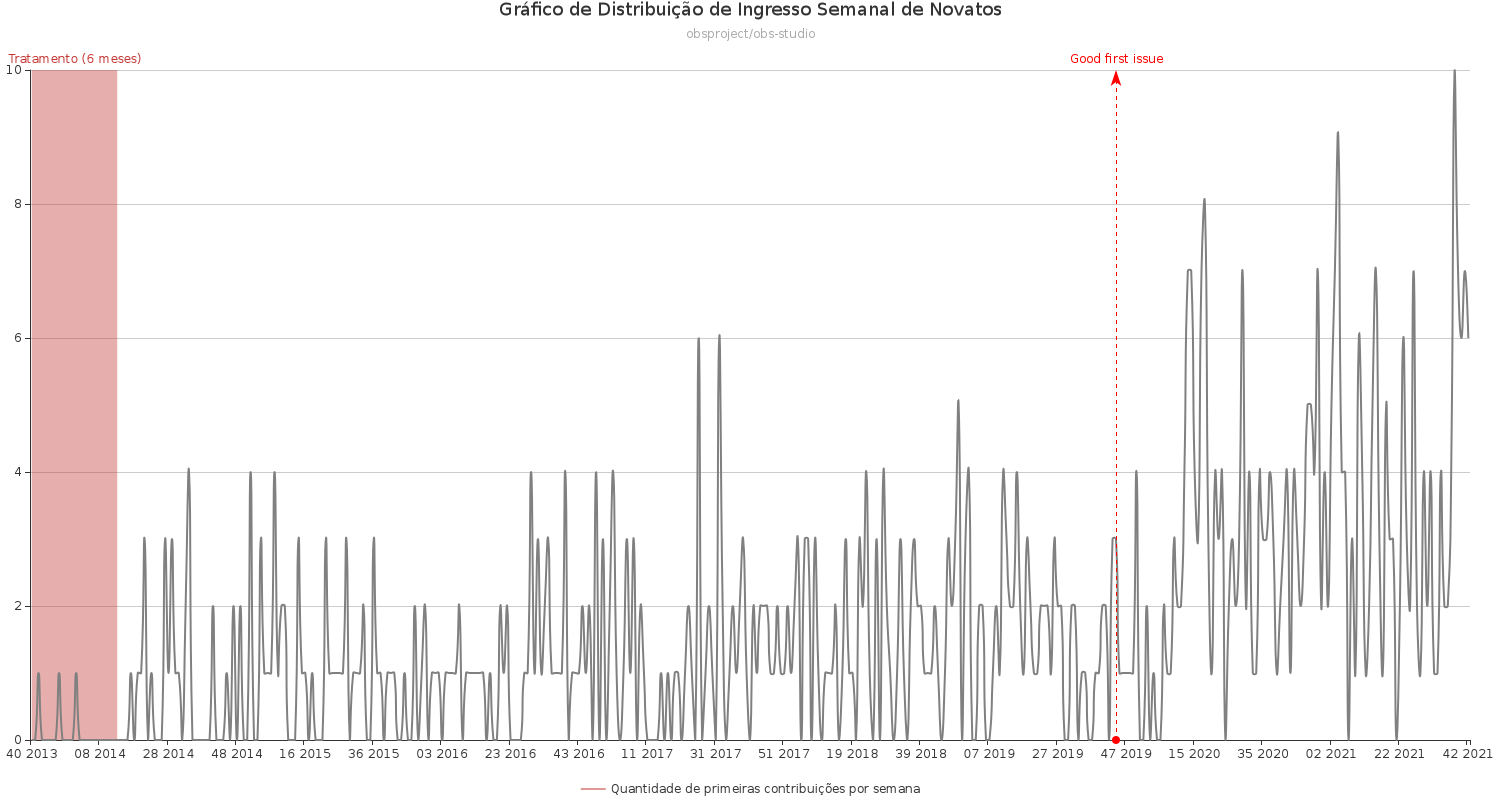 Gráfico de Distribuição de Ingresso Semanal de Novatos
obsproject/obs-studio
Tratamento (6 meses)
Good first issue
10
8
6
4
2
0
40 2013 08 2014 28 2014 48 2014 16 2015 36 2015 03 2016 23 2016 43 2016 11 2017 31 2017 51 2017 19 2018 39 2018 07 2019 27 2019 47 2019 15 2020 35 2020 02 2021 22 2021 42 2021
Quantidade de primeiras contribuições por semana